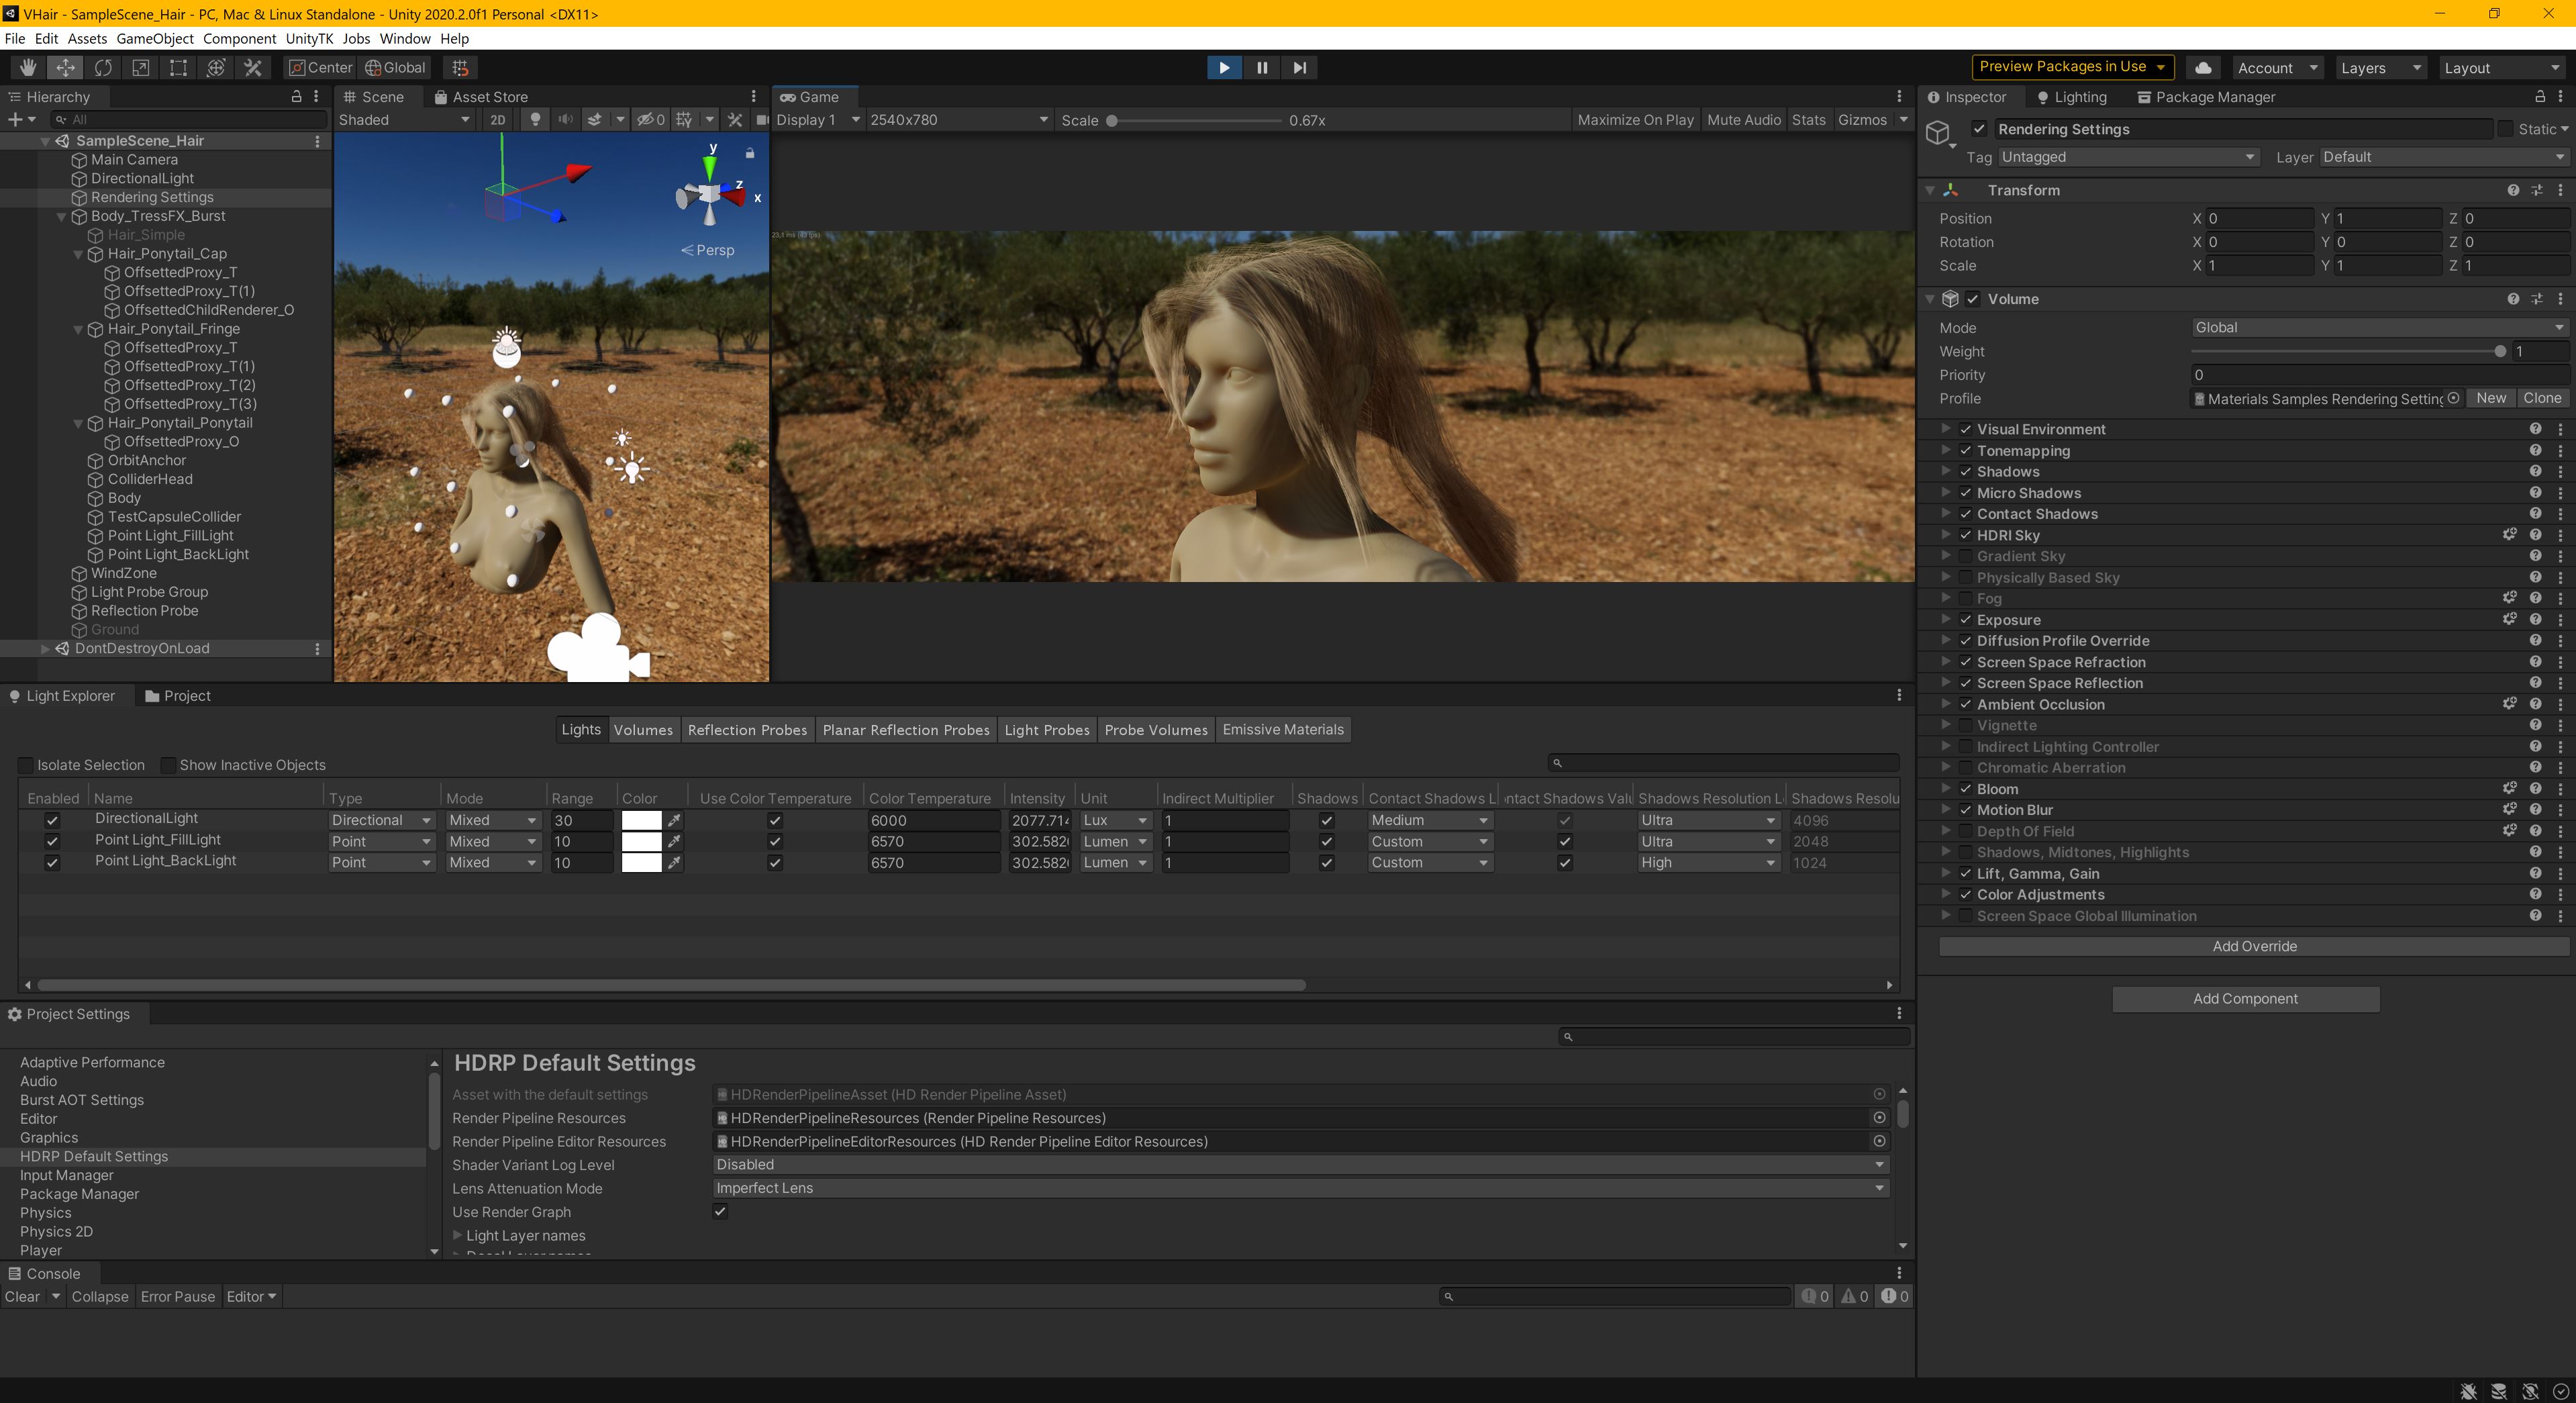 VHair - SampleScene_Hair - PC, Mac & Linux Standalone - Unity 2020.2.0f1 Personal <DX11>
File Edit Assets GameObject Component UnityTK Jobs Window Help
Center Global
Preview Packages in Use Account Layers Layout
Hierarchy
All
SampleScene_Hair
Main Camera
DirectionalLight
Rendering Settings
Body_TressFX_Burst
Hair_Simple
Hair_Ponytail_Cap
OffsettedProxy_T
OffsettedProxy_T(1)
OffsettedChildRenderer_O
Hair_Ponytail_Fringe
OffsettedProxy_T
OffsettedProxy_T(1)
OffsettedProxy_T(2)
OffsettedProxy_T(3)
Hair_Ponytail_Ponytail
OffsettedProxy_O
OrbitAnchor
ColliderHead
Body
TestCapsuleCollider
Point Light_FillLight
Point Light_BackLight
WindZone
Light Probe Group
Reflection Probe
Ground
DontDestroyOnLoad
Scene Asset Store
Shaded 2D 0
y
z
x
Persp
Game
Display 1 2540x780 Scale 0.67x Maximize On Play Mute Audio Stats Gizmos
Inspector Lighting Package Manager
Rendering Settings Static
Tag Untagged Layer Default
Transform
Position X 0 Y 1 Z 0
Rotation X 0 Y 0 Z 0
Scale X 1 Y 1 Z 1
Volume
Mode Global
Weight 1
Priority 0
Profile Materials Samples Rendering Setting New Clone
Visual Environment
Tonemapping
Shadows
Micro Shadows
Contact Shadows
HDRI Sky
Gradient Sky
Physically Based Sky
Fog
Exposure
Diffusion Profile Override
Screen Space Refraction
Screen Space Reflection
Ambient Occlusion
Vignette
Indirect Lighting Controller
Chromatic Aberration
Bloom
Motion Blur
Depth Of Field
Shadows, Midtones, Highlights
Lift, Gamma, Gain
Color Adjustments
Screen Space Global Illumination
Add Override
Add Component
Light Explorer Project
Lights Volumes Reflection Probes Planar Reflection Probes Light Probes Probe Volumes Emissive Materials
Isolate Selection Show Inactive Objects
Enabled Name Type Mode Range Color Use Color Temperature Color Temperature Intensity Unit Indirect Multiplier Shadows Contact Shadows L ntact Shadows Valu Shadows Resolution L Shadows Resolu
DirectionalLight Directional Mixed 30 6000 2077.714 Lux 1 Medium Ultra 4096
Point Light_FillLight Point Mixed 10 6570 302.582 Lumen 1 Custom Ultra 2048
Point Light_BackLight Point Mixed 10 6570 302.582 Lumen 1 Custom High 1024
Project Settings
Adaptive Performance
Audio
Burst AOT Settings
Editor
Graphics
HDRP Default Settings
Input Manager
Package Manager
Physics
Physics 2D
Player
HDRP Default Settings
Asset with the default settings HDRenderPipelineAsset (HD Render Pipeline Asset)
Render Pipeline Resources HDRenderPipelineResources (Render Pipeline Resources)
Render Pipeline Editor Resources HDRenderPipelineEditorResources (HD Render Pipeline Editor Resources)
Shader Variant Log Level Disabled
Lens Attenuation Mode Imperfect Lens
Use Render Graph
Light Layer names
Console
Clear Collapse Error Pause Editor 0 0 0